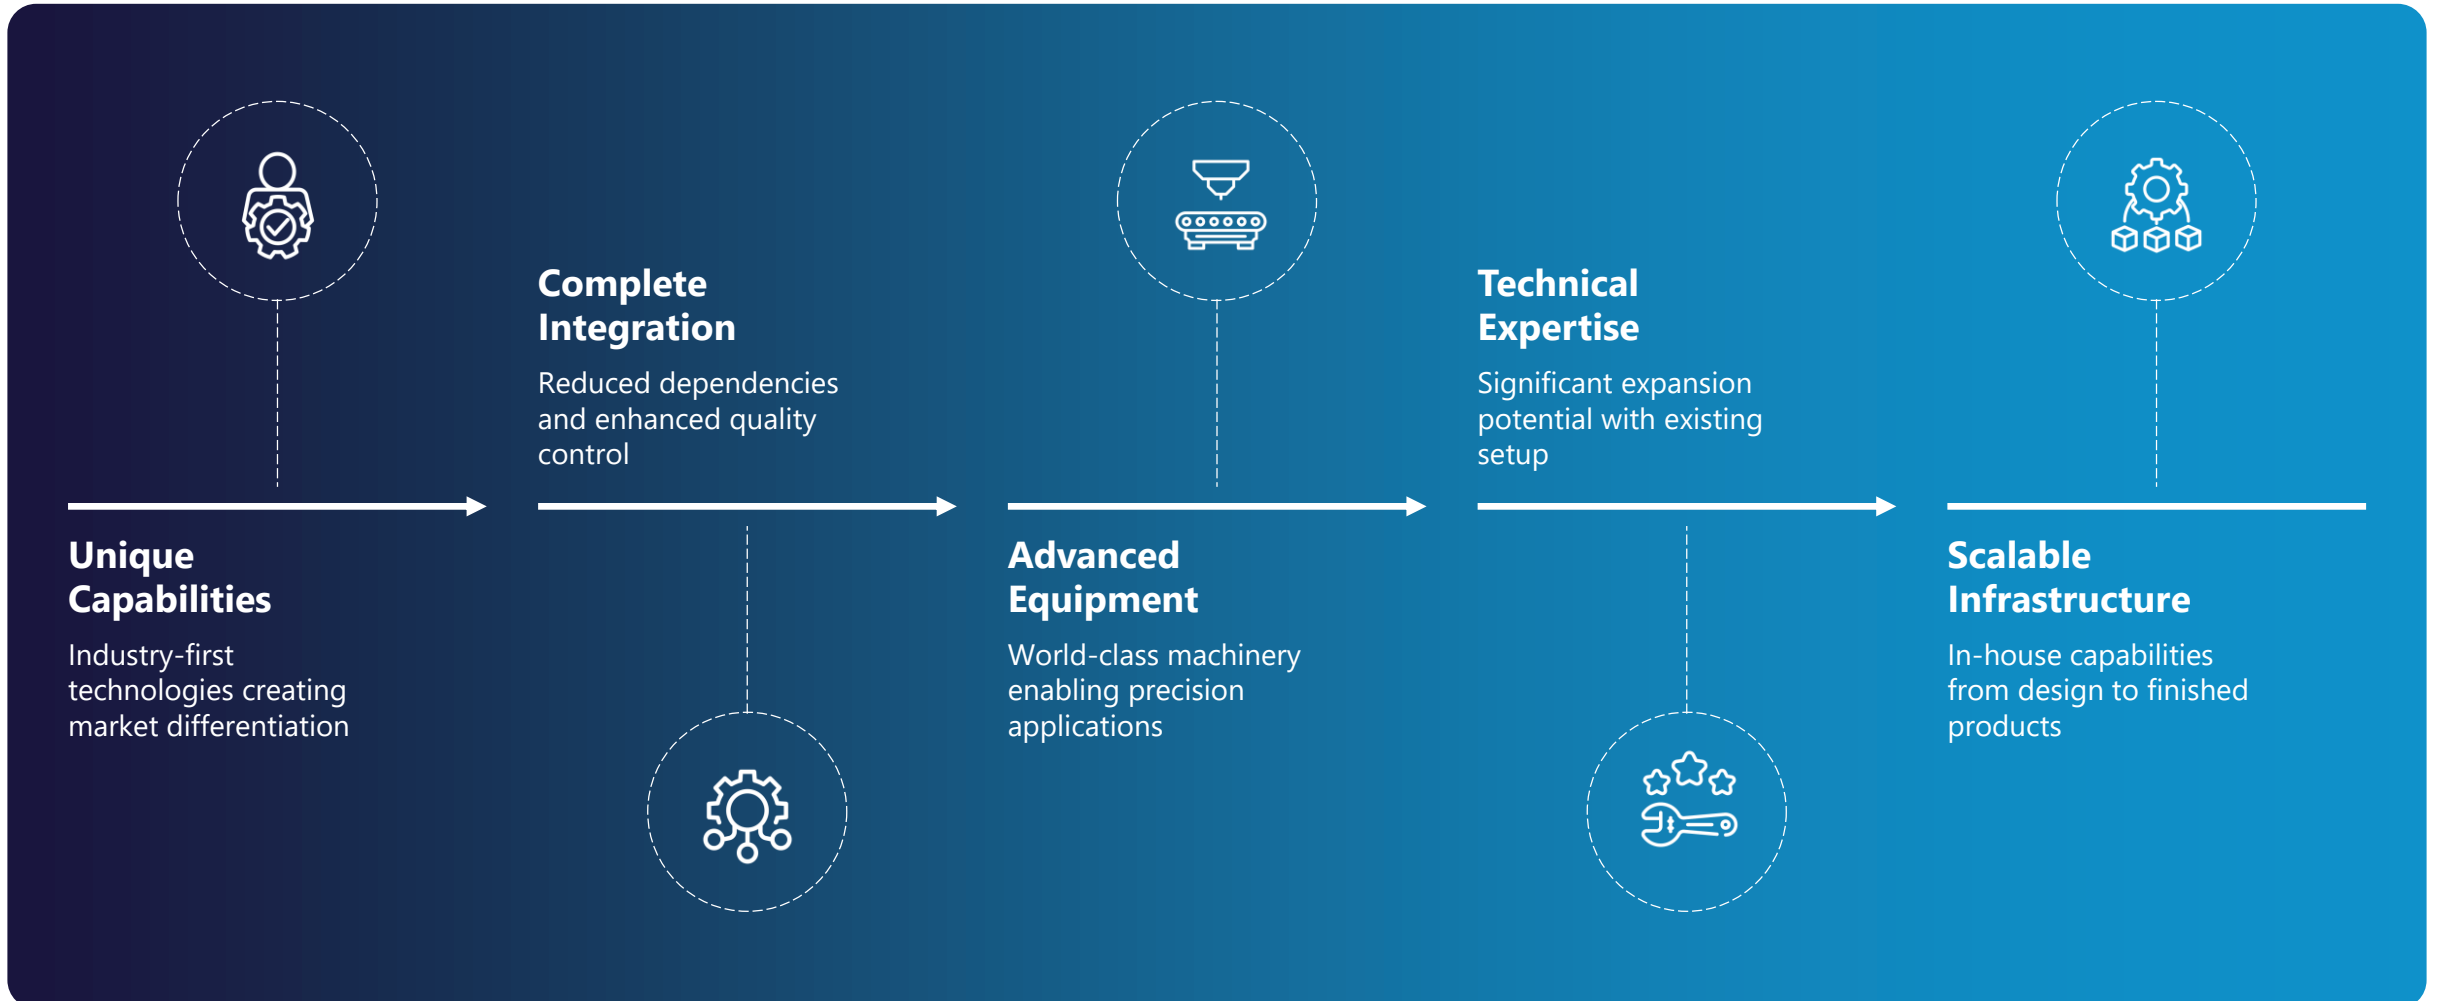 Unique
Capabilities
Industry-first
technologies creating
market differentiation
Complete
Integration
Reduced dependencies
and enhanced quality
control
Advanced
Equipment
World-class machinery
enabling precision
applications
Technical
Expertise
Significant expansion
potential with existing
setup
Scalable
Infrastructure
In-house capabilities
from design to finished
products